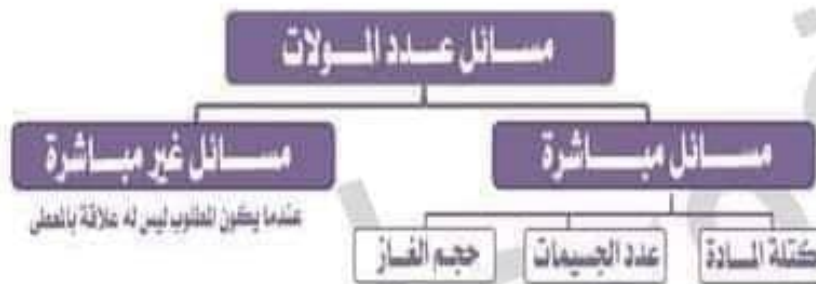 مسائل عدد المولات
مسائل مباشرة
مسائل غير مباشرة
عندما يكون المطلوب ليس له علاقة بالمعطى
كتلة المادة
عدد الجسيمات
حجم الغاز